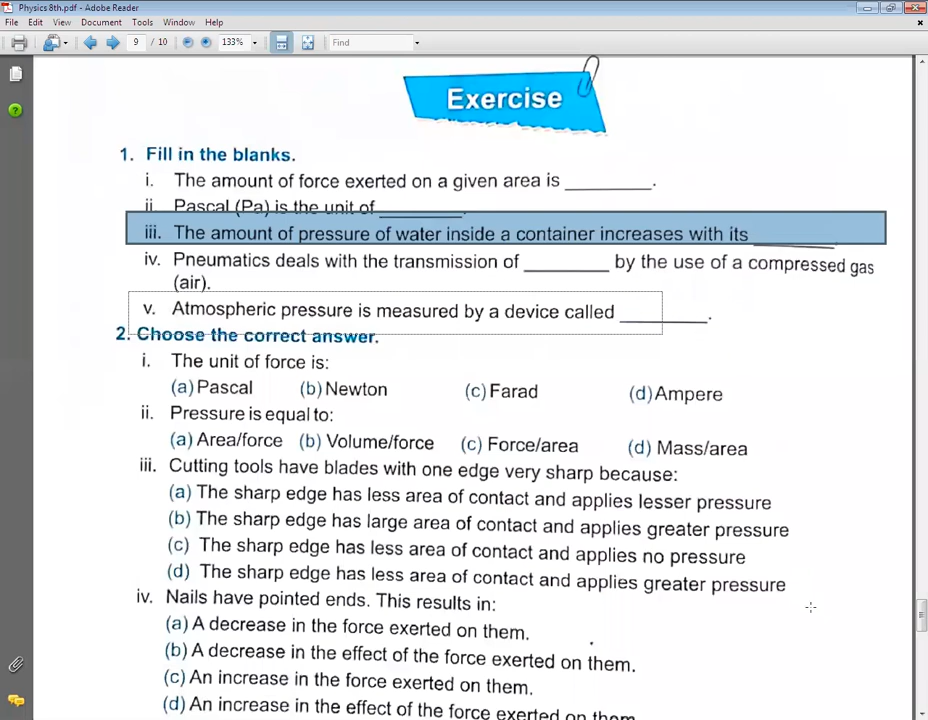 Physics 8th.pdf - Adobe Reader
File Edit View Document Tools Window Help
9 / 10 133% Find
Exercise
1. Fill in the blanks.
i. The amount of force exerted on a given area is __________.
ii. Pascal (Pa) is the unit of __________.
iii. The amount of pressure of water inside a container increases with its __________
iv. Pneumatics deals with the transmission of __________ by the use of a compressed gas
(air).
v. Atmospheric pressure is measured by a device called __________.
2. Choose the correct answer.
i. The unit of force is:
(a) Pascal (b) Newton (c) Farad (d) Ampere
ii. Pressure is equal to:
(a) Area/force (b) Volume/force (c) Force/area (d) Mass/area
iii. Cutting tools have blades with one edge very sharp because:
(a) The sharp edge has less area of contact and applies lesser pressure
(b) The sharp edge has large area of contact and applies greater pressure
(c) The sharp edge has less area of contact and applies no pressure
(d) The sharp edge has less area of contact and applies greater pressure
iv. Nails have pointed ends. This results in:
(a) A decrease in the force exerted on them.
(b) A decrease in the effect of the force exerted on them.
(c) An increase in the force exerted on them.
(d) An increase in the effect of the force exerted on them